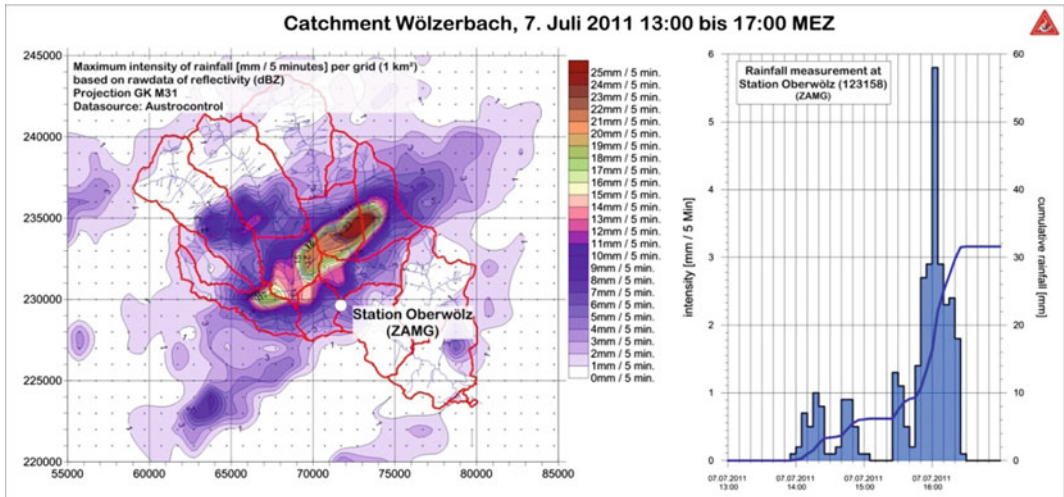 Catchment Wölzerbach, 7. Juli 2011 13:00 bis 17:00 MEZ
245000
240000
235000
230000
225000
220000
55000 60000 65000 70000 75000 80000 85000
Maximum intensity of rainfall [mm / 5 minutes] per grid (1 km²)
based on rawdata of reflectivity (dBZ)
Projection GK M31
Datasource: Austrocontrol
Station Oberwölz
(ZAMG)
25mm / 5 min.
24mm / 5 min.
23mm / 5 min.
22mm / 5 min.
21mm / 5 min.
20mm / 5 min.
19mm / 5 min.
18mm / 5 min.
17mm / 5 min.
16mm / 5 min.
15mm / 5 min.
14mm / 5 min.
13mm / 5 min.
12mm / 5 min.
11mm / 5 min.
10mm / 5 min.
9mm / 5 min.
8mm / 5 min.
7mm / 5 min.
6mm / 5 min.
5mm / 5 min.
4mm / 5 min.
3mm / 5 min.
2mm / 5 min.
1mm / 5 min.
0mm / 5 min.
Rainfall measurement at
Station Oberwölz (123158)
(ZAMG)
intensity [mm / 5 Min]
6
5
4
3
2
1
0
60
50
40
30
20
10
0
cumulative rainfall [mm]
07.07.2011 07.07.2011 07.07.2011 07.07.2011
13:00 14:00 15:00 16:00